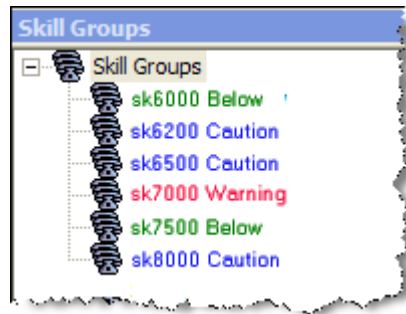 Skill Groups
Skill Groups
sk6000 Below
sk6200 Caution
sk6500 Caution
sk7000 Warning
sk7500 Below
sk8000 Caution